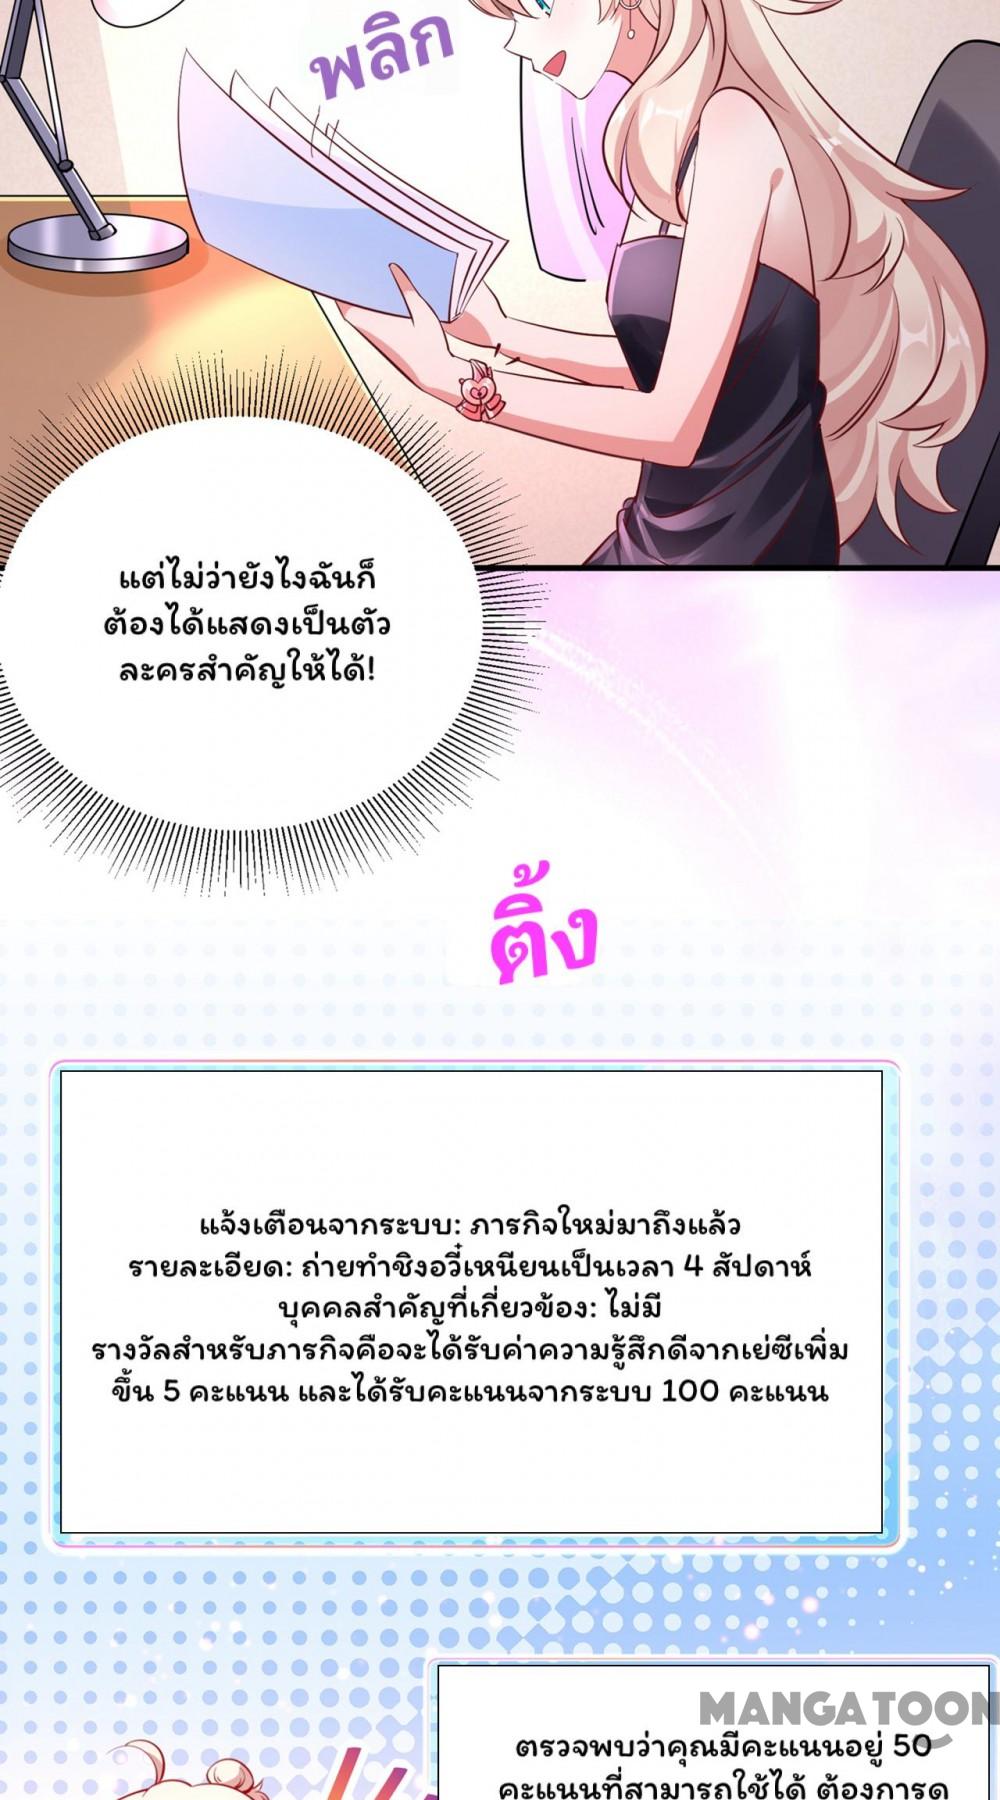 พลิก
แต่ไม่ว่ายังไงฉันก็
ต้องได้แสดงเป็นตัว
ละครสำคัญให้ได้!
ติ้ง
แจ้งเตือนจากระบบ: ภารกิจใหม่มาถึงแล้ว
รายละเอียด: ถ่ายทำชิงอวี๋เหนียนเป็นเวลา 4 สัปดาห์
บุคคลสำคัญที่เกี่ยวข้อง: ไม่มี
รางวัลสำหรับภารกิจคือจะได้รับค่าความรู้สึกดีจากเย่ซีเพิ่ม
ขึ้น 5 คะแนน และได้รับคะแนนจากระบบ 100 คะแนน
MANGATOON
ตรวจพบว่าคุณมีคะแนนอยู่ 50
คะแนนที่สามารถใช้ได้ ต้องการด